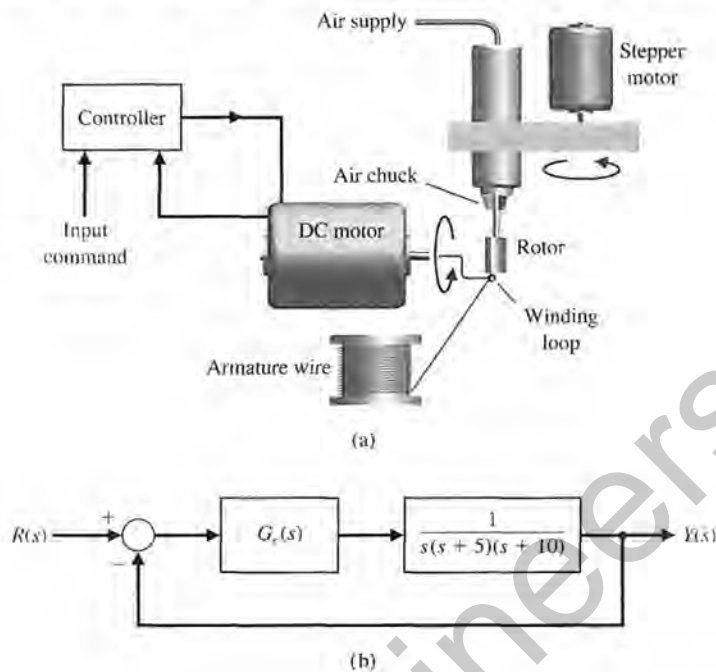 Air supply
Stepper
motor
Controller
Air chuck
Input
command
DC motor
Rotor
Winding
loop
Armature wire
(a)
R(s)
+
−
G_c(s)
1
s(s + 5)(s + 10)
Y(s)
(b)